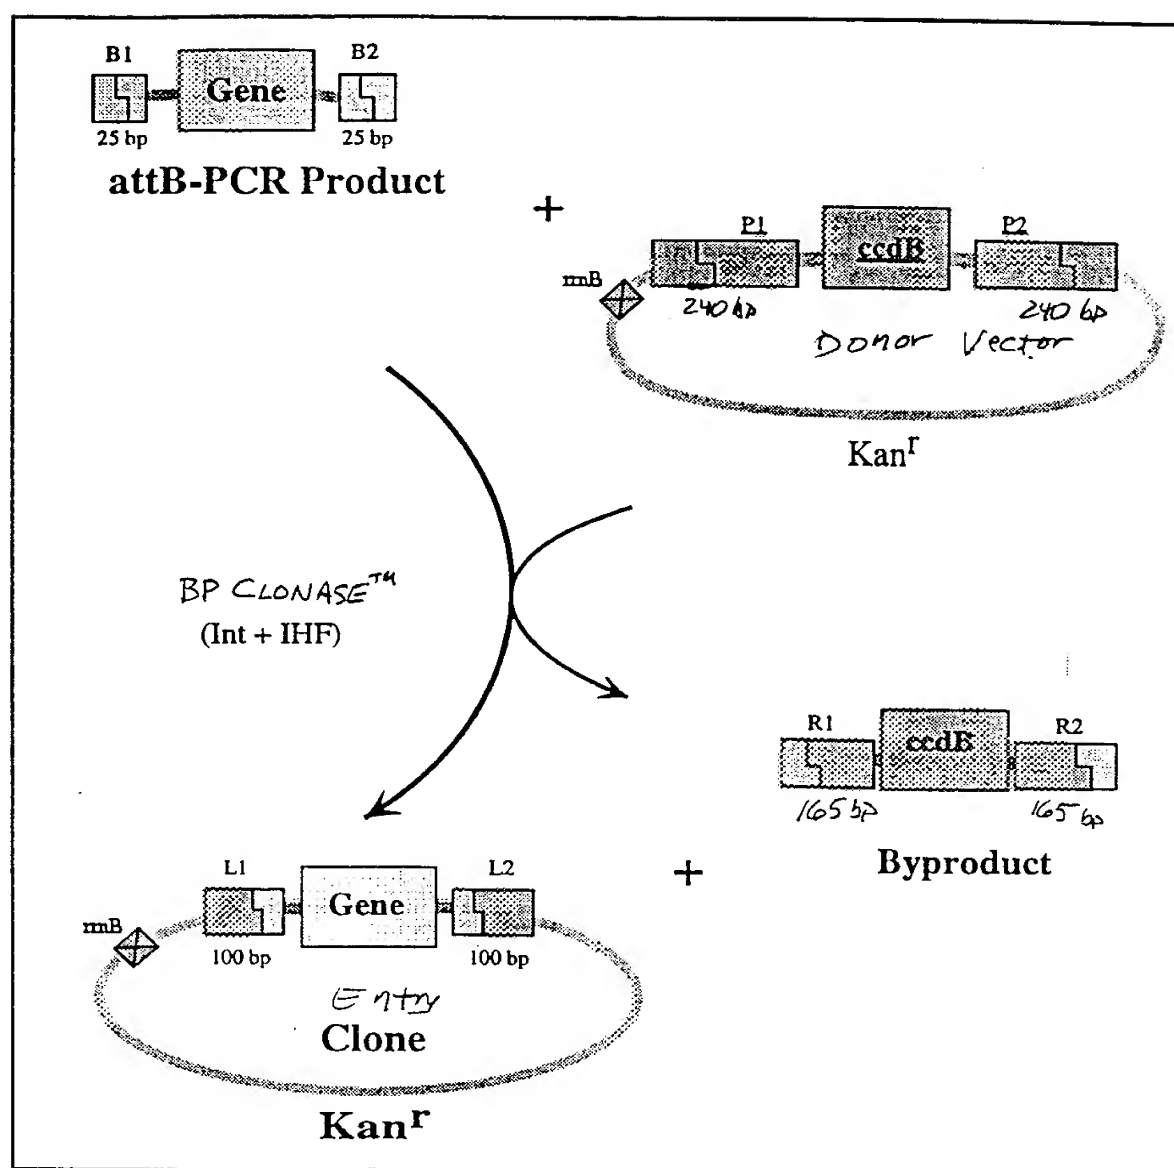 B1 B2
Gene
25 bp 25 bp
attB-PCR Product
+
P1 P2
ccdB
rrnB
240 bp 240 bp
Donor Vector
Kanr
BP CLONASE™
(Int + IHF)
R1 R2
ccdB
165 bp 165 bp
Byproduct
+
L1 L2
Gene
rrnB
100 bp 100 bp
Entry
Clone
Kanr